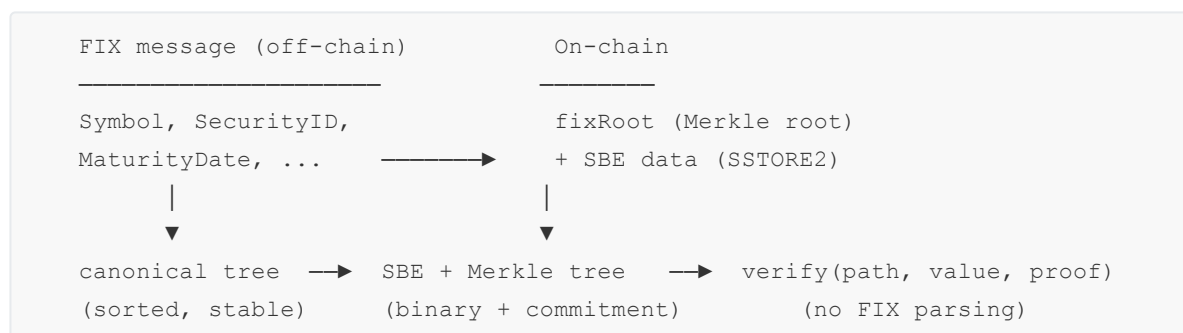 FIX message (off-chain)          On-chain
─────────────────────          ────────
Symbol, SecurityID,              fixRoot (Merkle root)
MaturityDate, ...   ───────►   + SBE data (SSTORE2)
│                          │
▼                          ▼
canonical tree  ──►  SBE + Merkle tree   ──►  verify(path, value, proof)
(sorted, stable)     (binary + commitment)       (no FIX parsing)